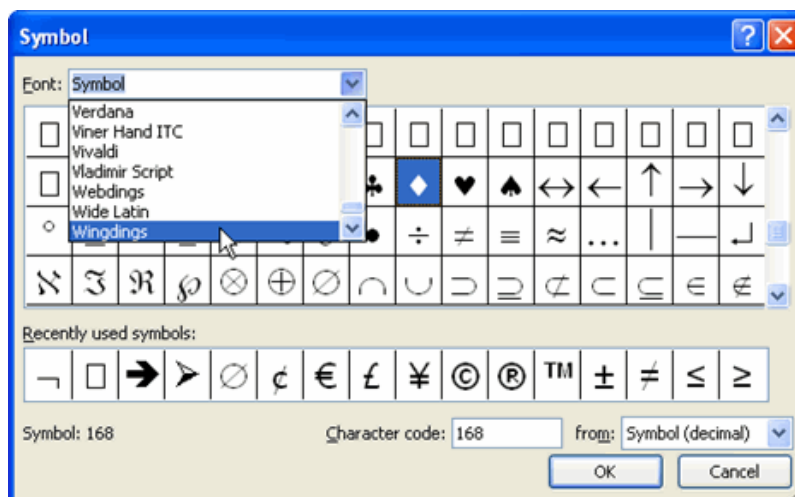 Symbol
Font: Symbol
Verdana
Viner Hand ITC
Vivaldi
Vladimir Script
Webdings
Wide Latin
Wingdings
♣ ♦ ♥ ♠ ↔ ← ↑ → ↓
° • ÷ ≠ ≡ ≈ … | — ↵
ℵ ℑ ℜ ℘ ⊗ ⊕ ∅ ∩ ∪ ⊃ ⊇ ⊄ ⊂ ⊆ ∈ ∉
Recently used symbols:
¬ □ ➔ ➢ ∅ ¢ € £ ¥ © ® ™ ± ≠ ≤ ≥
Symbol: 168
Character code: 168 from: Symbol (decimal)
OK Cancel